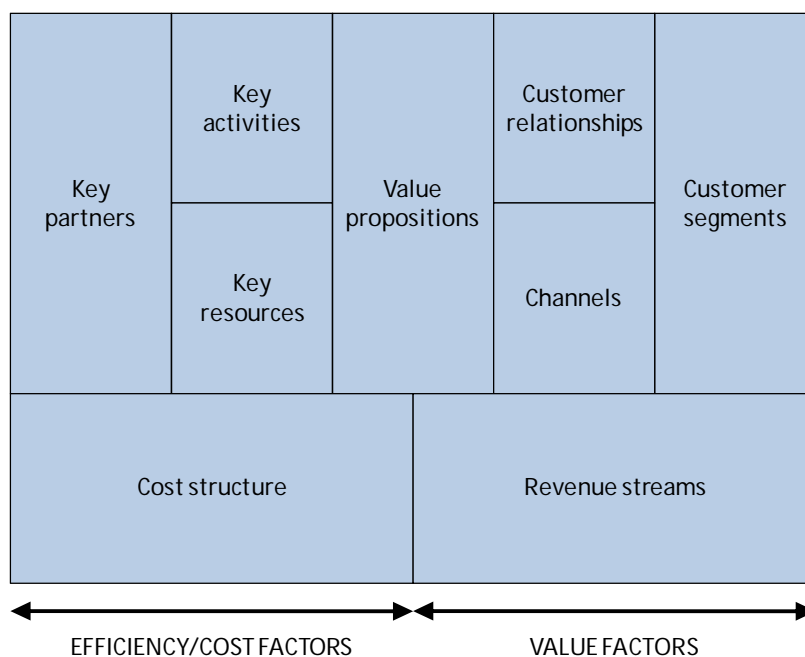 Key
activities
Customer
relationships
Key
partners
Value
propositions
Customer
segments
Key
resources
Channels
Cost structure
Revenue streams
EFFICIENCY/COST FACTORS
VALUE FACTORS